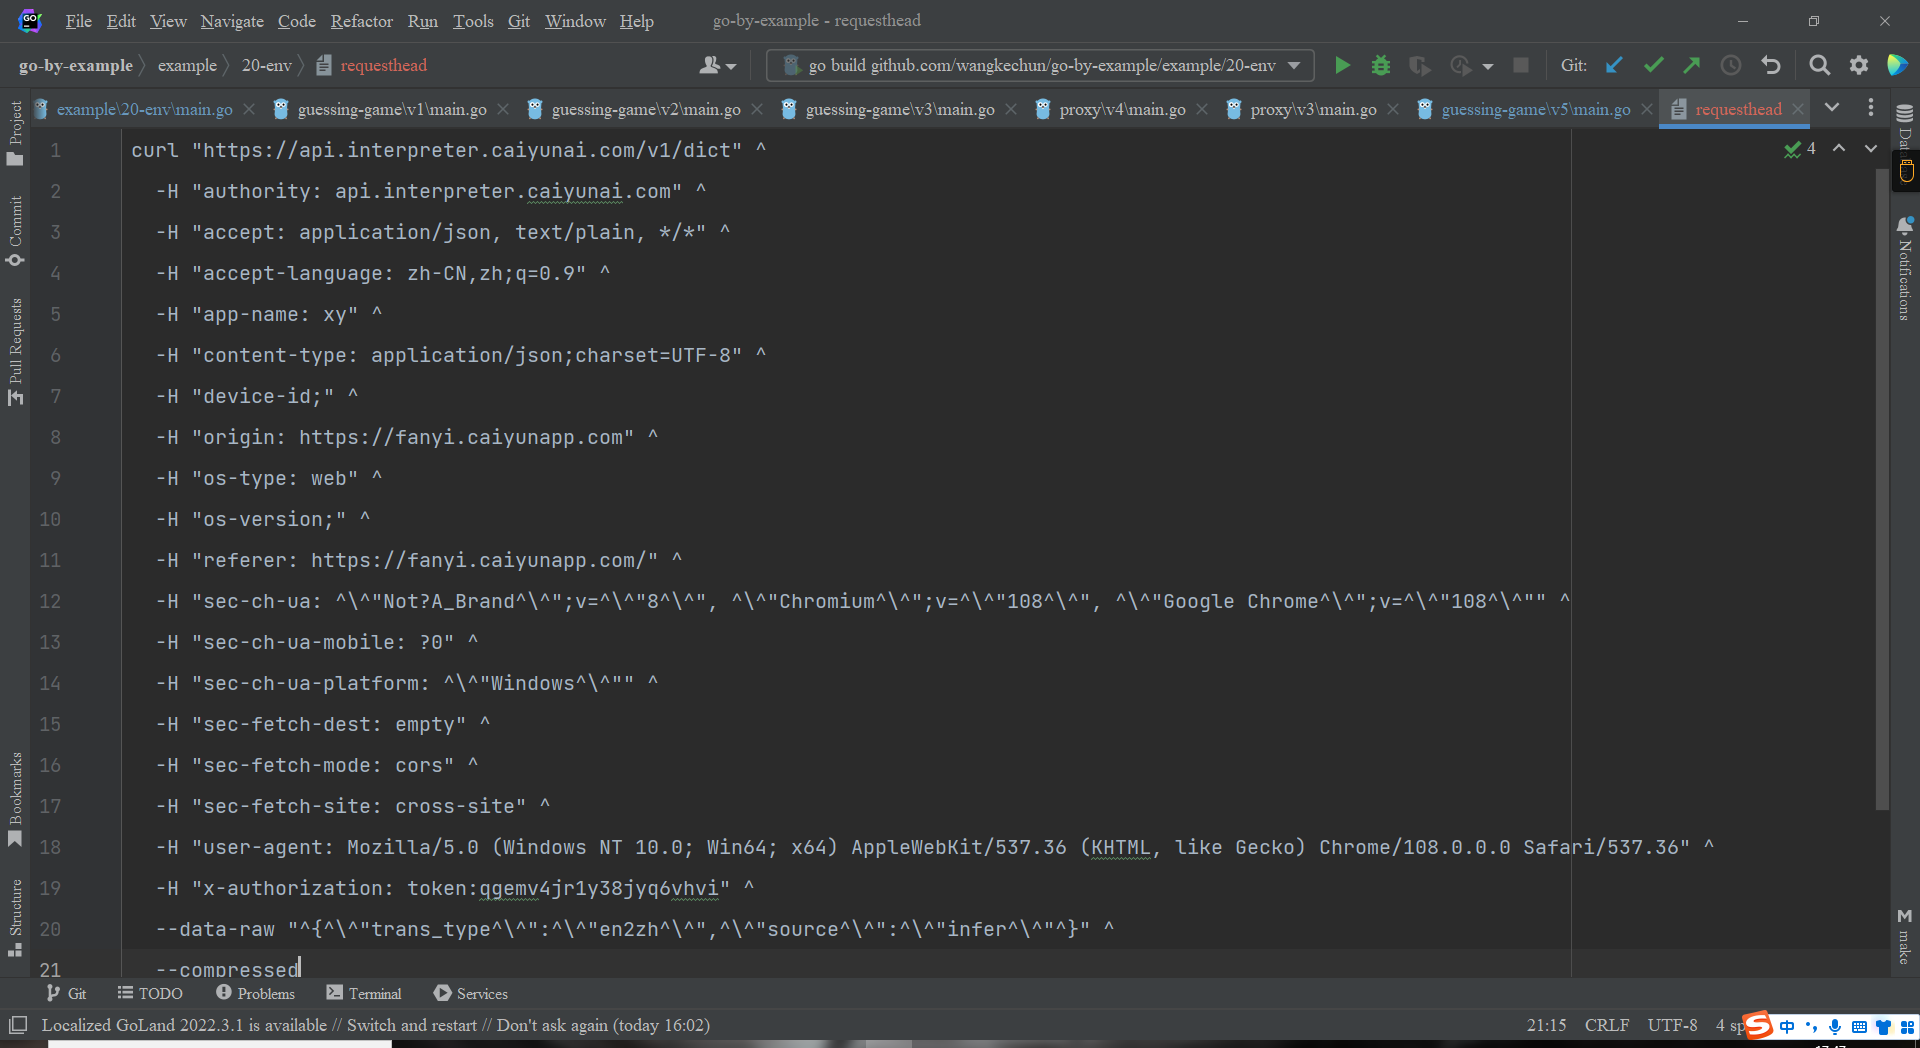 File Edit View Navigate Code Refactor Run Tools Git Window Help go-by-example - requesthead
go-by-example example 20-env requesthead go build github.com/wangkechun/go-by-example/example/20-env Git:
example\20-env\main.go guessing-game\v1\main.go guessing-game\v2\main.go guessing-game\v3\main.go proxy\v4\main.go proxy\v3\main.go guessing-game\v5\main.go requesthead
Project
Commit
Pull Requests
Bookmarks
Structure
4
1 curl "https://api.interpreter.caiyunai.com/v1/dict" ^
2 -H "authority: api.interpreter.caiyunai.com" ^
3 -H "accept: application/json, text/plain, */*" ^
4 -H "accept-language: zh-CN,zh;q=0.9" ^
5 -H "app-name: xy" ^
6 -H "content-type: application/json;charset=UTF-8" ^
7 -H "device-id;" ^
8 -H "origin: https://fanyi.caiyunapp.com" ^
9 -H "os-type: web" ^
10 -H "os-version;" ^
11 -H "referer: https://fanyi.caiyunapp.com/" ^
12 -H "sec-ch-ua: ^\^"Not?A_Brand^\^";v=^\^"8^\^", ^\^"Chromium^\^";v=^\^"108^\^", ^\^"Google Chrome^\^";v=^\^"108^\^"" ^
13 -H "sec-ch-ua-mobile: ?0" ^
14 -H "sec-ch-ua-platform: ^\^"Windows^\^"" ^
15 -H "sec-fetch-dest: empty" ^
16 -H "sec-fetch-mode: cors" ^
17 -H "sec-fetch-site: cross-site" ^
18 -H "user-agent: Mozilla/5.0 (Windows NT 10.0; Win64; x64) AppleWebKit/537.36 (KHTML, like Gecko) Chrome/108.0.0.0 Safari/537.36" ^
19 -H "x-authorization: token:qgemv4jr1y38jyq6vhvi" ^
20 --data-raw "^{^\^"trans_type^\^":^\^"en2zh^\^",^\^"source^\^":^\^"infer^\^"^}" ^
21 --compressed
Notifications
make
Git TODO Problems Terminal Services
Localized GoLand 2022.3.1 is available // Switch and restart // Don't ask again (today 16:02) 21:15 CRLF UTF-8 4 sp 中